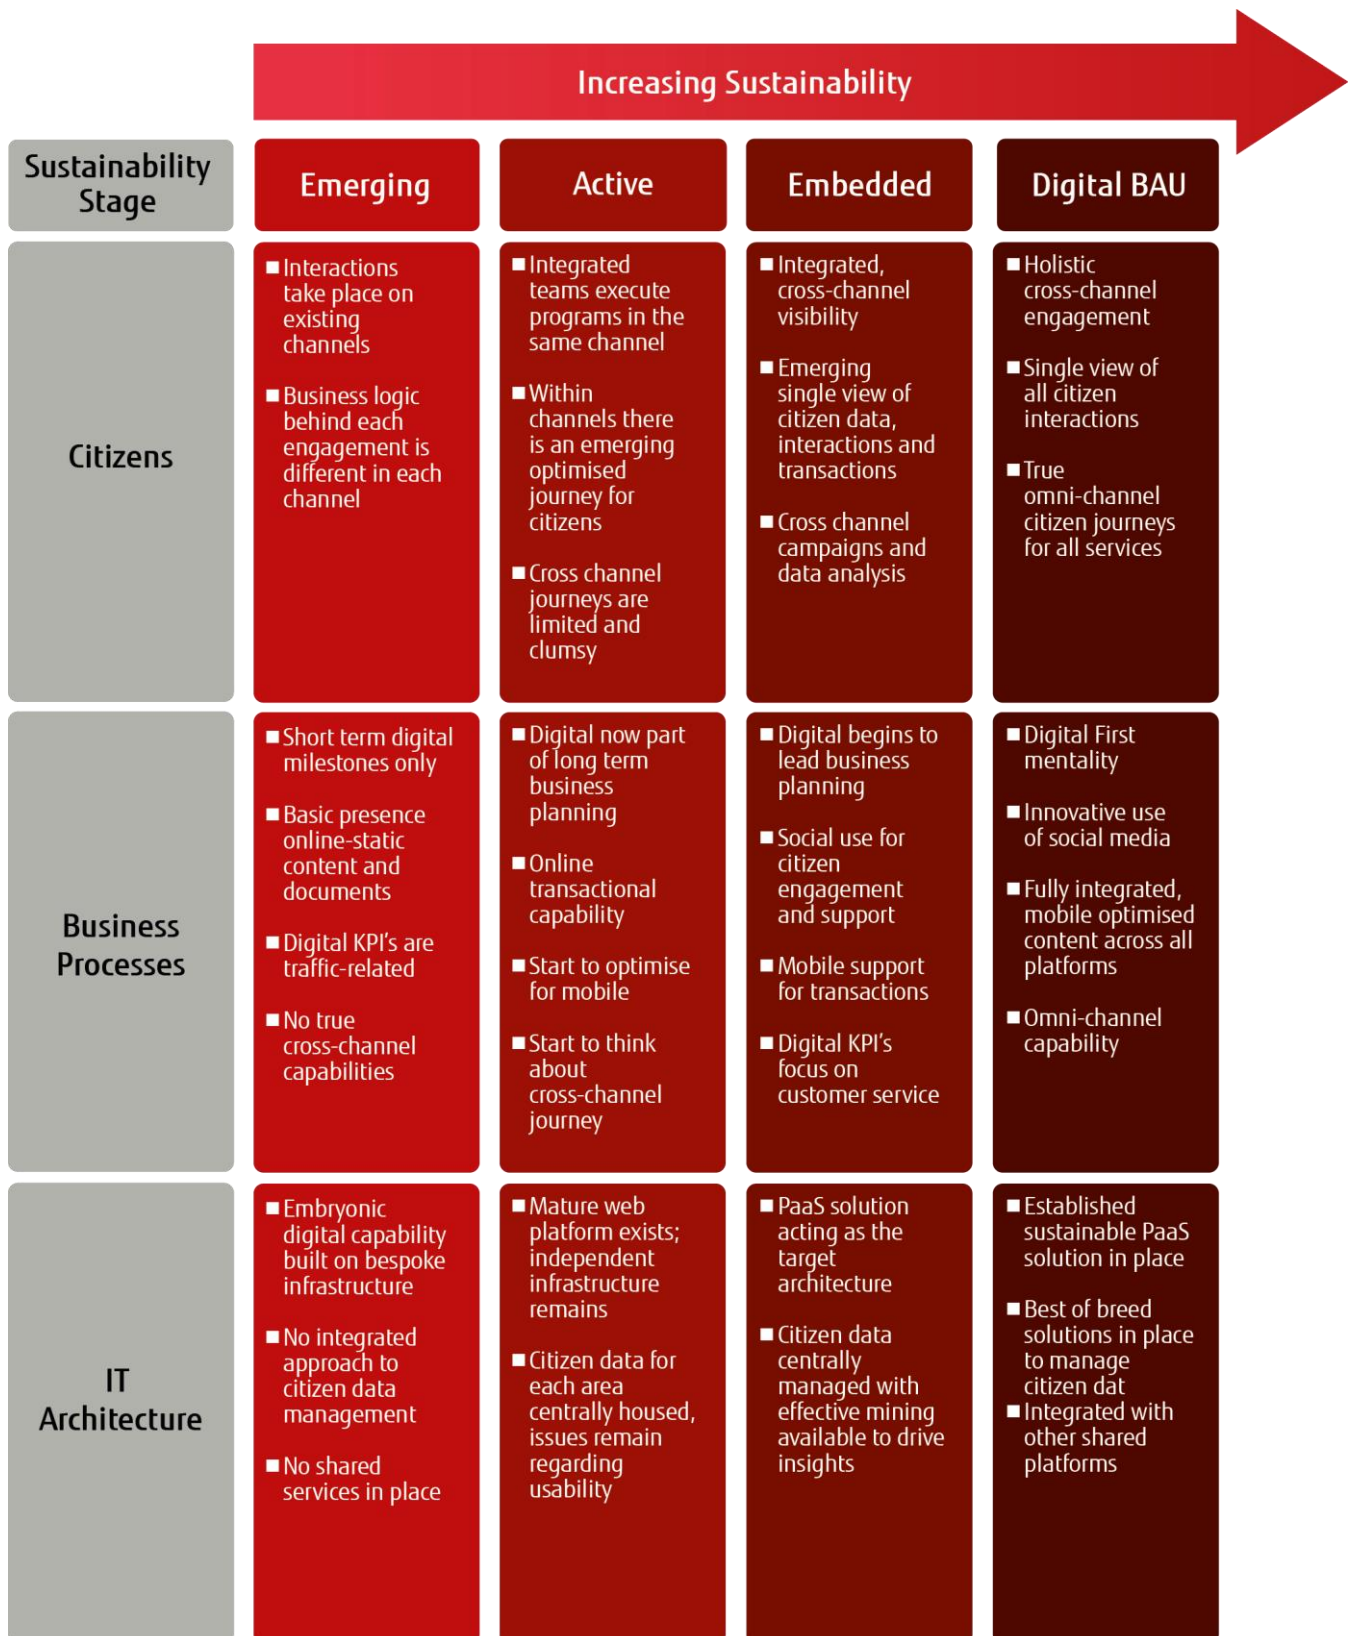 Increasing Sustainability
Sustainability
Stage
Emerging
Active
Embedded
Digital BAU
Citizens
■ Interactions
take place on
existing
channels
■ Business logic
behind each
engagement is
different in each
channel
■ Integrated
teams execute
programs in the
same channel
■ Within
channels there
is an emerging
optimised
journey for
citizens
■ Cross channel
journeys are
limited and
clumsy
■ Integrated,
cross-channel
visibility
■ Emerging
single view of
citizen data,
interactions and
transactions
■ Cross channel
campaigns and
data analysis
■ Holistic
cross-channel
engagement
■ Single view of
all citizen
interactions
■ True
omni-channel
citizen journeys
for all services
Business
Processes
■ Short term digital
milestones only
■ Basic presence
online-static
content and
documents
■ Digital KPI's are
traffic-related
■ No true
cross-channel
capabilities
■ Digital now part
of long term
business
planning
■ Online
transactional
capability
■ Start to optimise
for mobile
■ Start to think
about
cross-channel
journey
■ Digital begins to
lead business
planning
■ Social use for
citizen
engagement
and support
■ Mobile support
for transactions
■ Digital KPI's
focus on
customer service
■ Digital First
mentality
■ Innovative use
of social media
■ Fully integrated,
mobile optimised
content across all
platforms
■ Omni-channel
capability
IT
Architecture
■ Embryonic
digital capability
built on bespoke
infrastructure
■ No integrated
approach to
citizen data
management
■ No shared
services in place
■ Mature web
platform exists;
independent
infrastructure
remains
■ Citizen data for
each area
centrally housed,
issues remain
regarding
usability
■ PaaS solution
acting as the
target
architecture
■ Citizen data
centrally
managed with
effective mining
available to drive
insights
■ Established
sustainable PaaS
solution in place
■ Best of breed
solutions in place
to manage
citizen dat
■ Integrated with
other shared
platforms